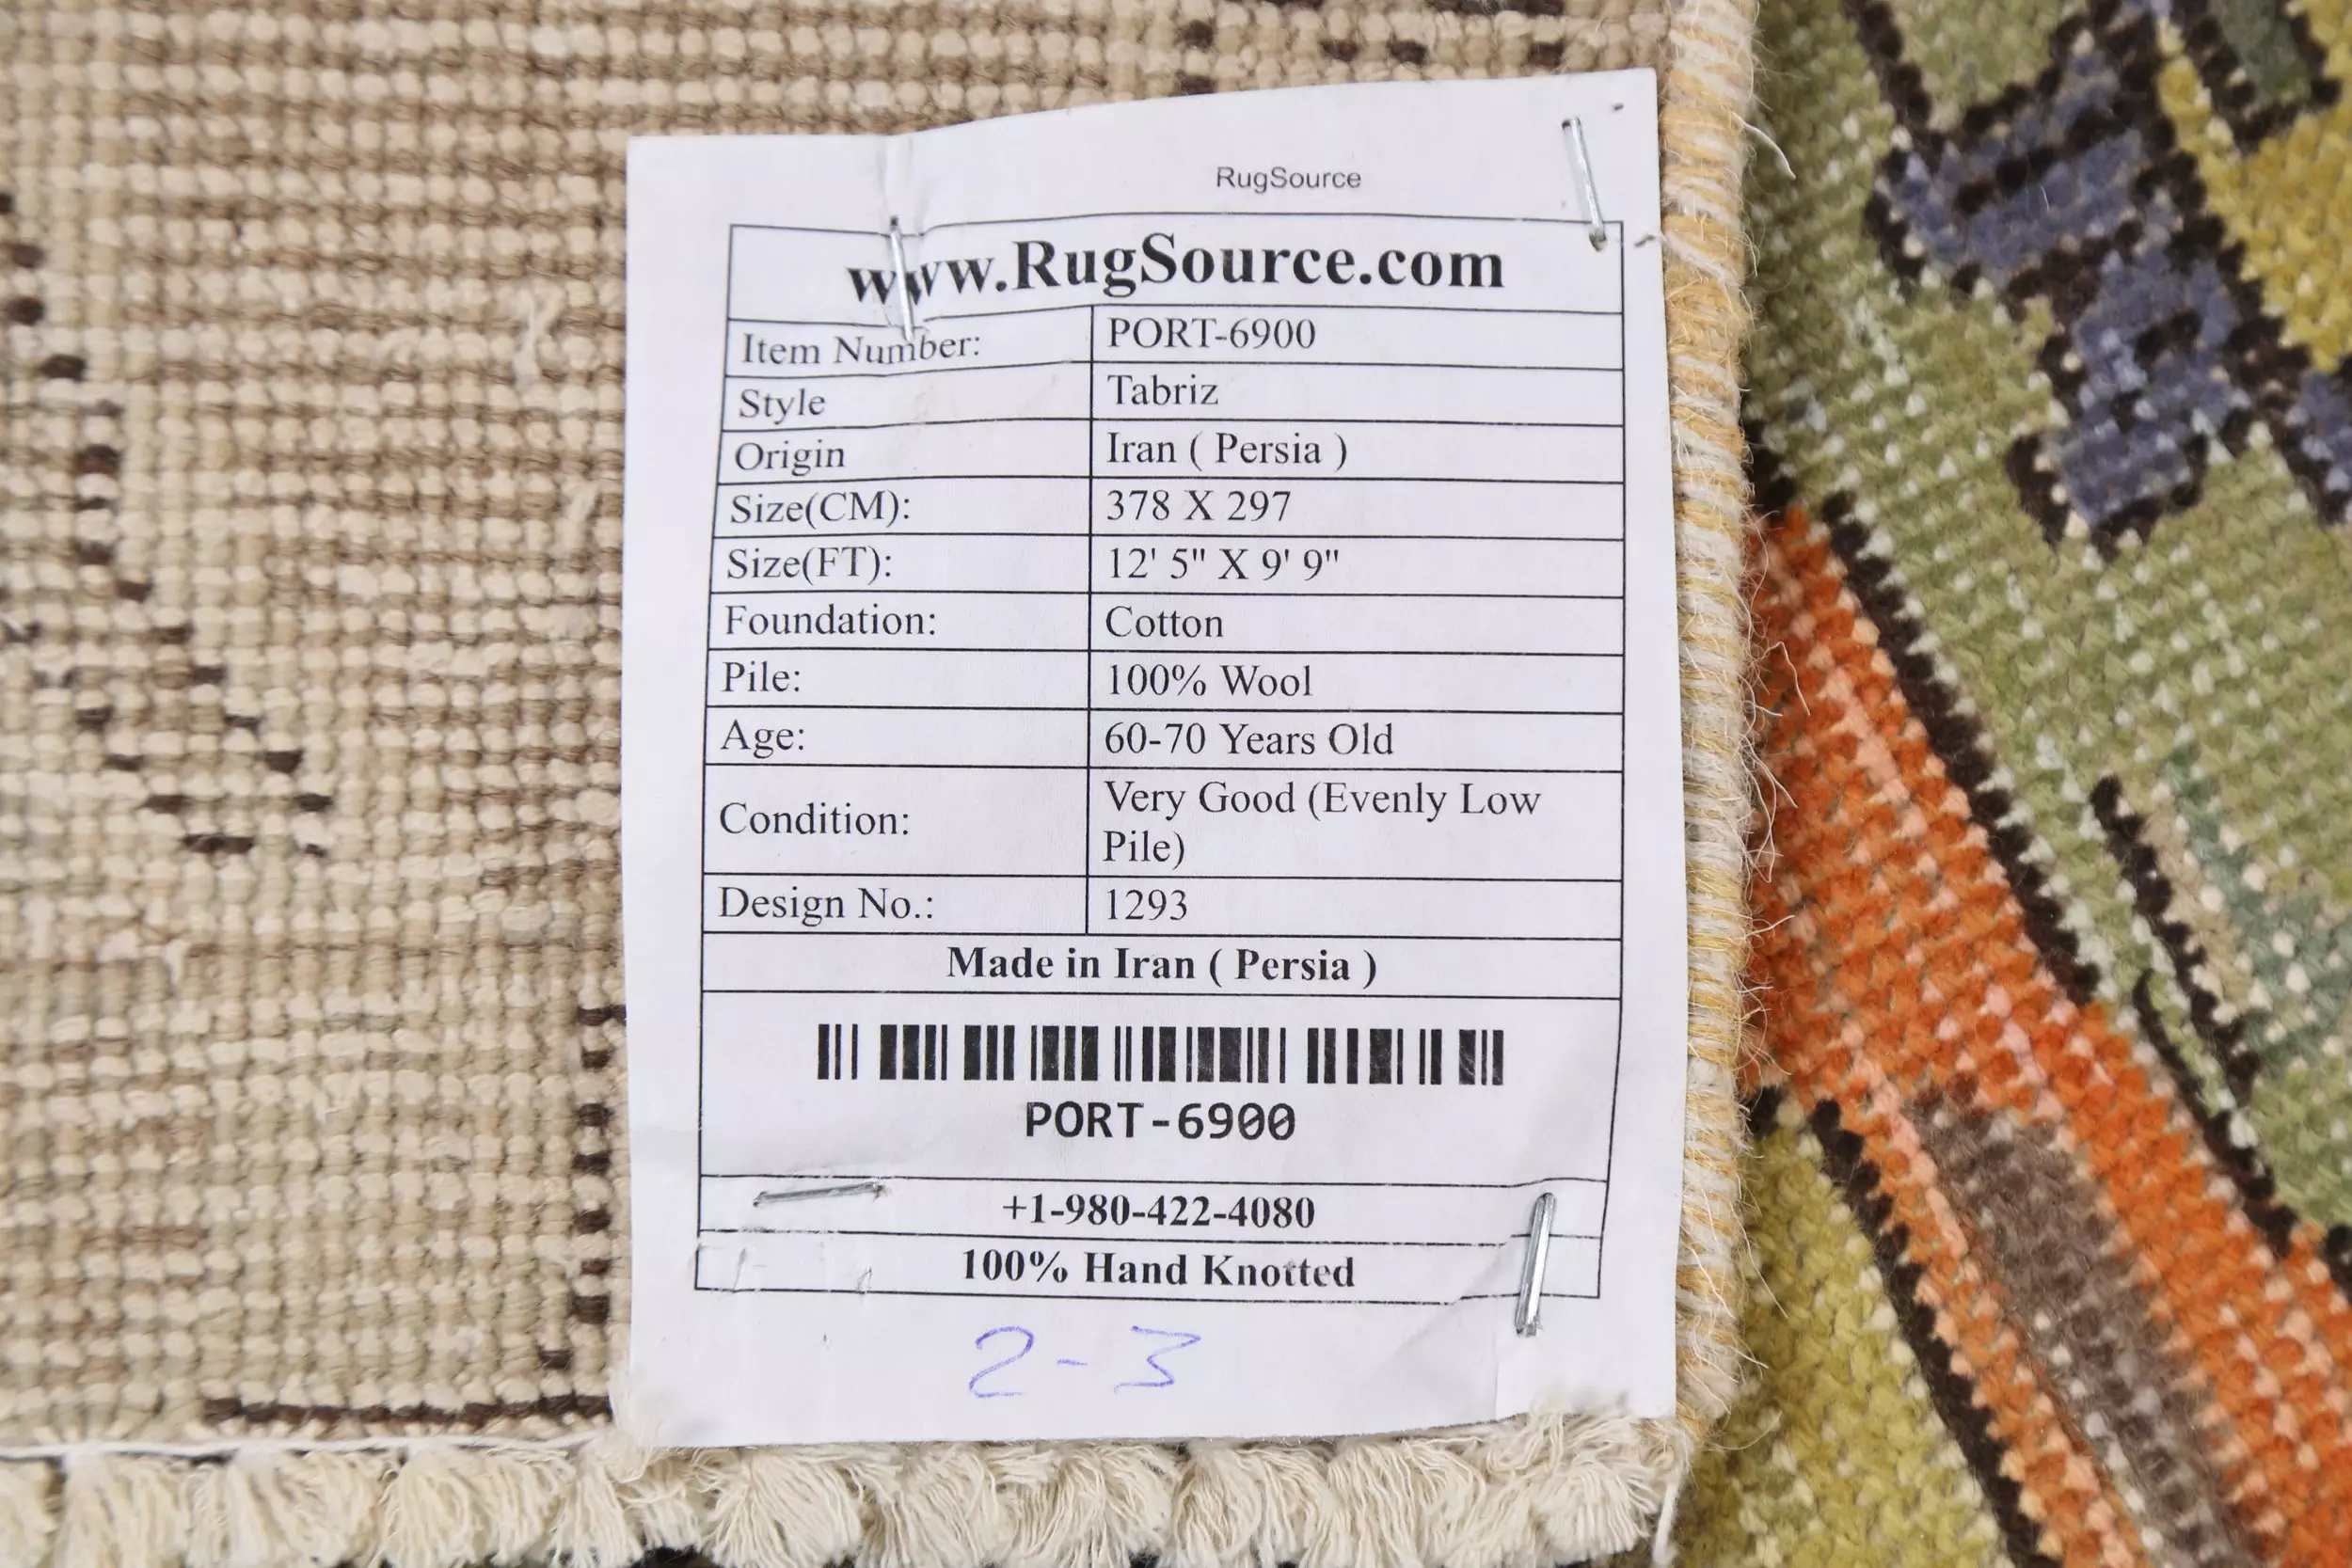 RugSource
www.RugSource.com
Item Number: PORT-6900
Style Tabriz
Origin Iran ( Persia )
Size(CM): 378 X 297
Size(FT): 12' 5" X 9' 9"
Foundation: Cotton
Pile: 100% Wool
Age: 60-70 Years Old
Condition: Very Good (Evenly Low
Pile)
Design No.: 1293
Made in Iran ( Persia )
PORT-6900
+1-980-422-4080
100% Hand Knotted
2-3